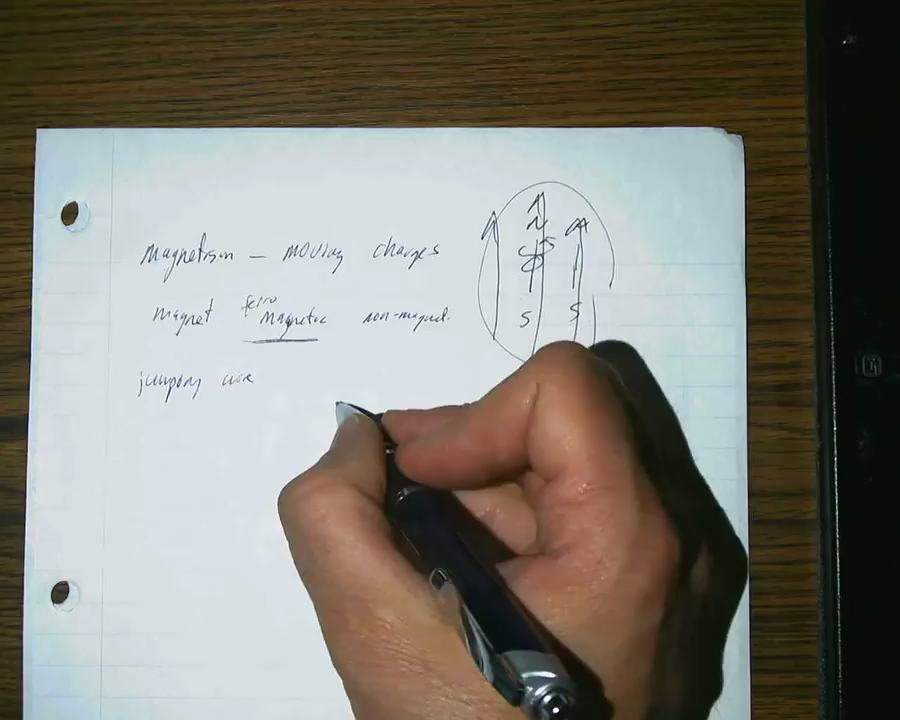 magnetism – moving charges
magnet ferro magnetic non-magnet.
jumping wire
N
S
S
S
S